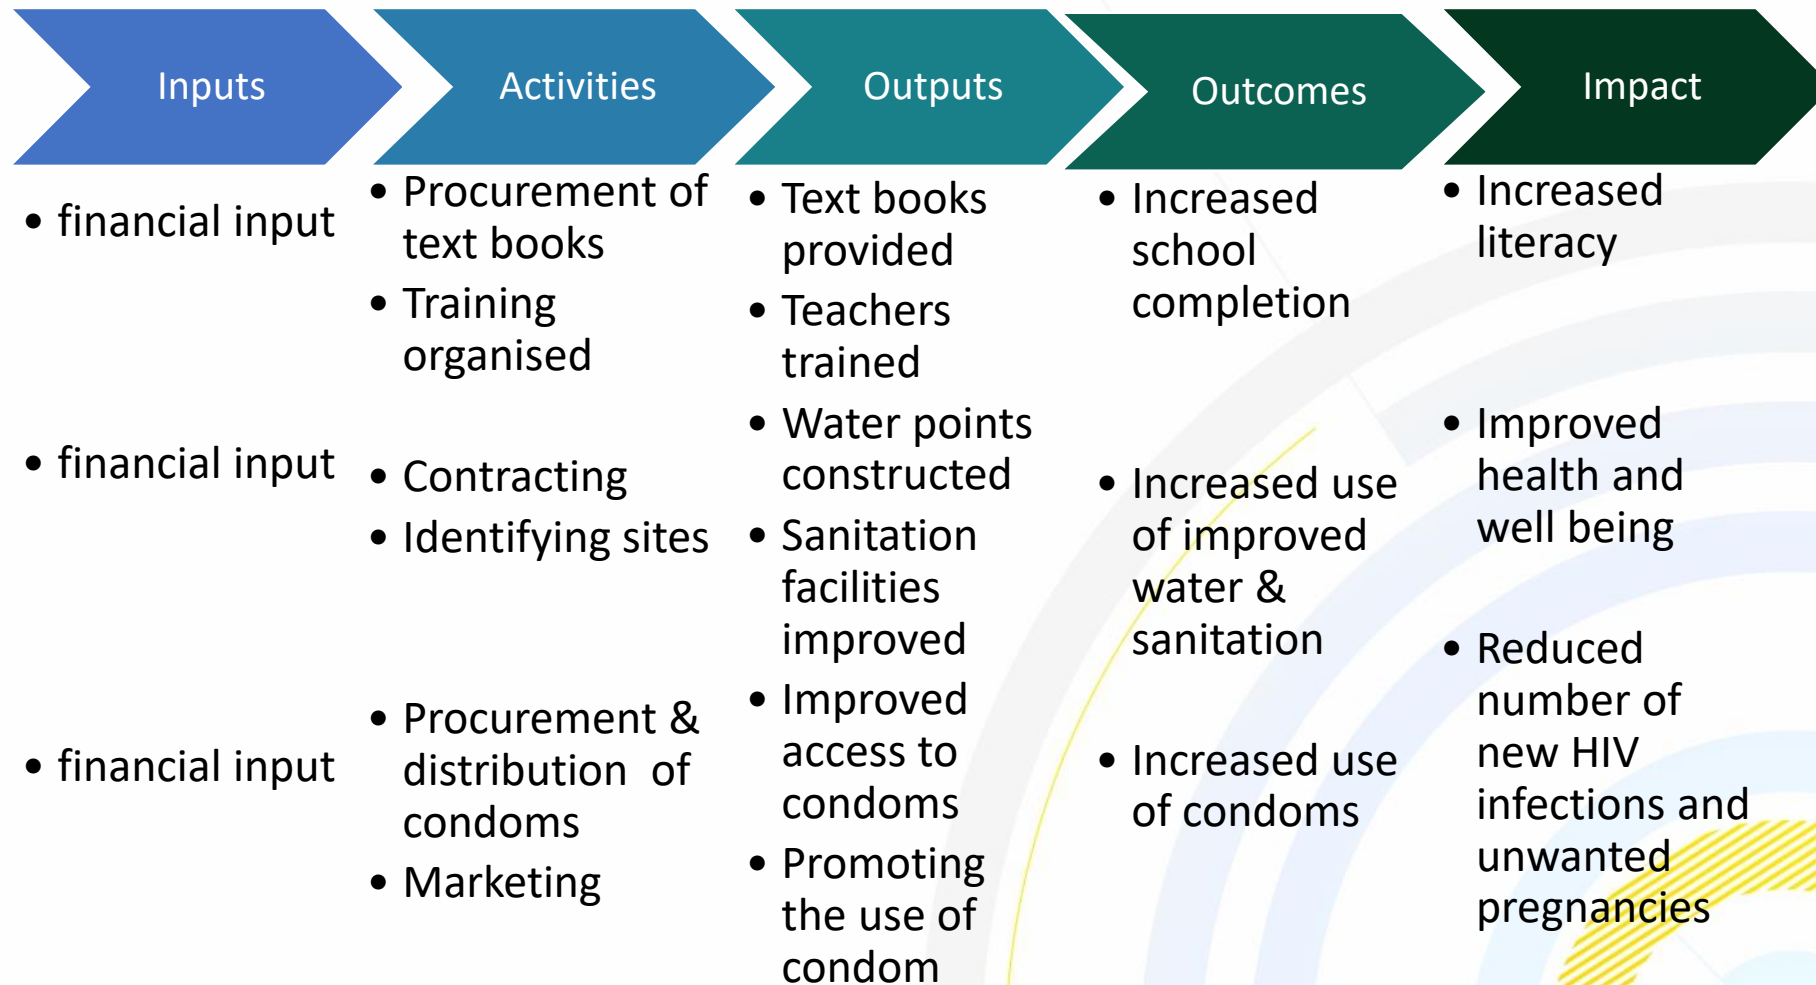 Inputs
Activities
Outputs
Outcomes
Impact
• financial input
• financial input
• financial input
• Procurement of
text books
• Training
organised
• Contracting
• Identifying sites
• Procurement &
distribution  of
condoms
• Marketing
• Text books
provided
• Teachers
trained
• Water points
constructed
• Sanitation
facilities
improved
• Improved
access to
condoms
• Promoting
the use of
condom
• Increased
school
completion
• Increased use
of improved
water &
sanitation
• Increased use
of condoms
• Increased
literacy
• Improved
health and
well being
• Reduced
number of
new HIV
infections and
unwanted
pregnancies